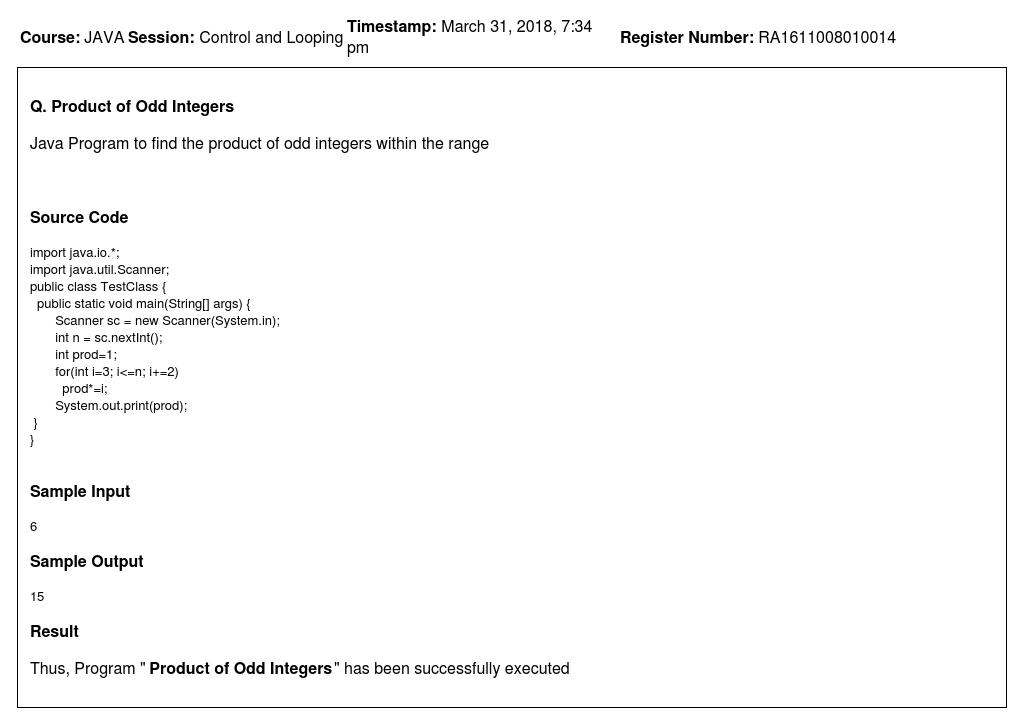 Course: JAVA Session: Control and Looping Timestamp: March 31, 2018, 7:34 pm Register Number: RA1611008010014
Q. Product of Odd Integers
Java Program to find the product of odd integers within the range
Source Code
import java.io.*;
import java.util.Scanner;
public class TestClass {
  public static void main(String[] args) {
       Scanner sc = new Scanner(System.in);
       int n = sc.nextInt();
       int prod=1;
       for(int i=3; i<=n; i+=2)
         prod*=i;
       System.out.print(prod);
 }
}
Sample Input
6
Sample Output
15
Result
Thus, Program " Product of Odd Integers" has been successfully executed